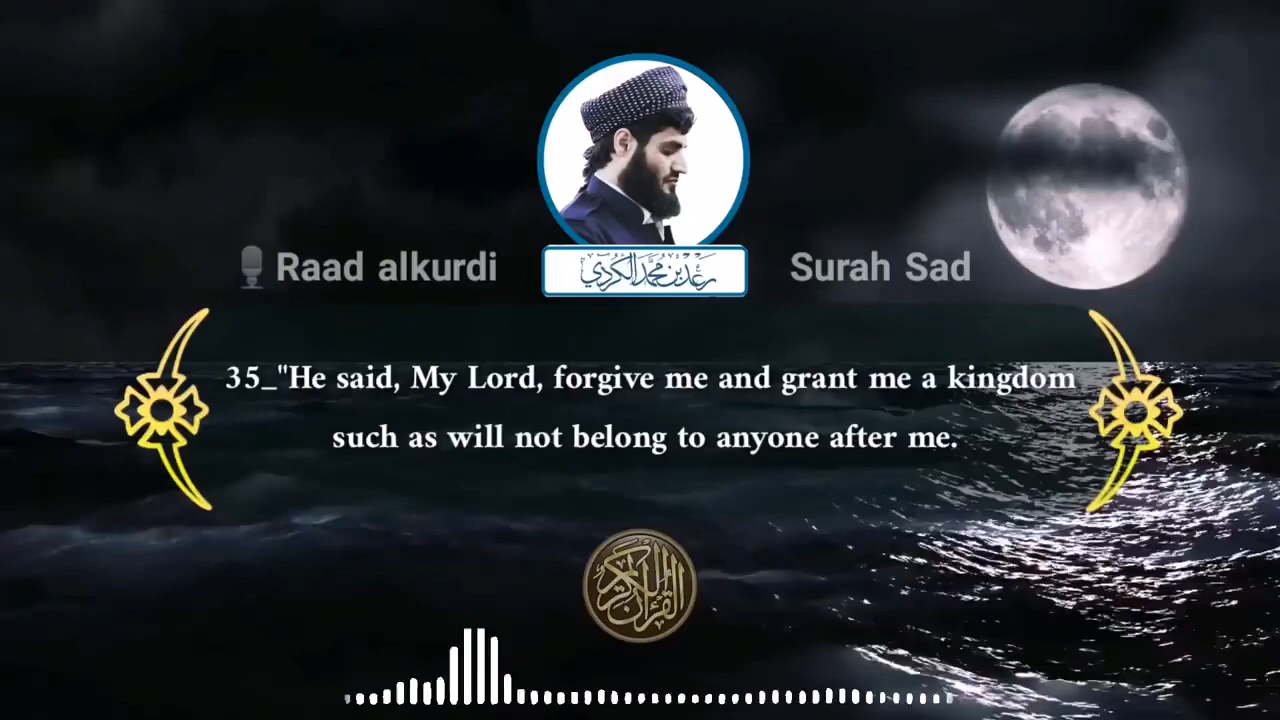 Raad alkurdi
رعد بن محمد الكردي
Surah Sad
35_"He said, My Lord, forgive me and grant me a kingdom
such as will not belong to anyone after me.
القرآن الكريم